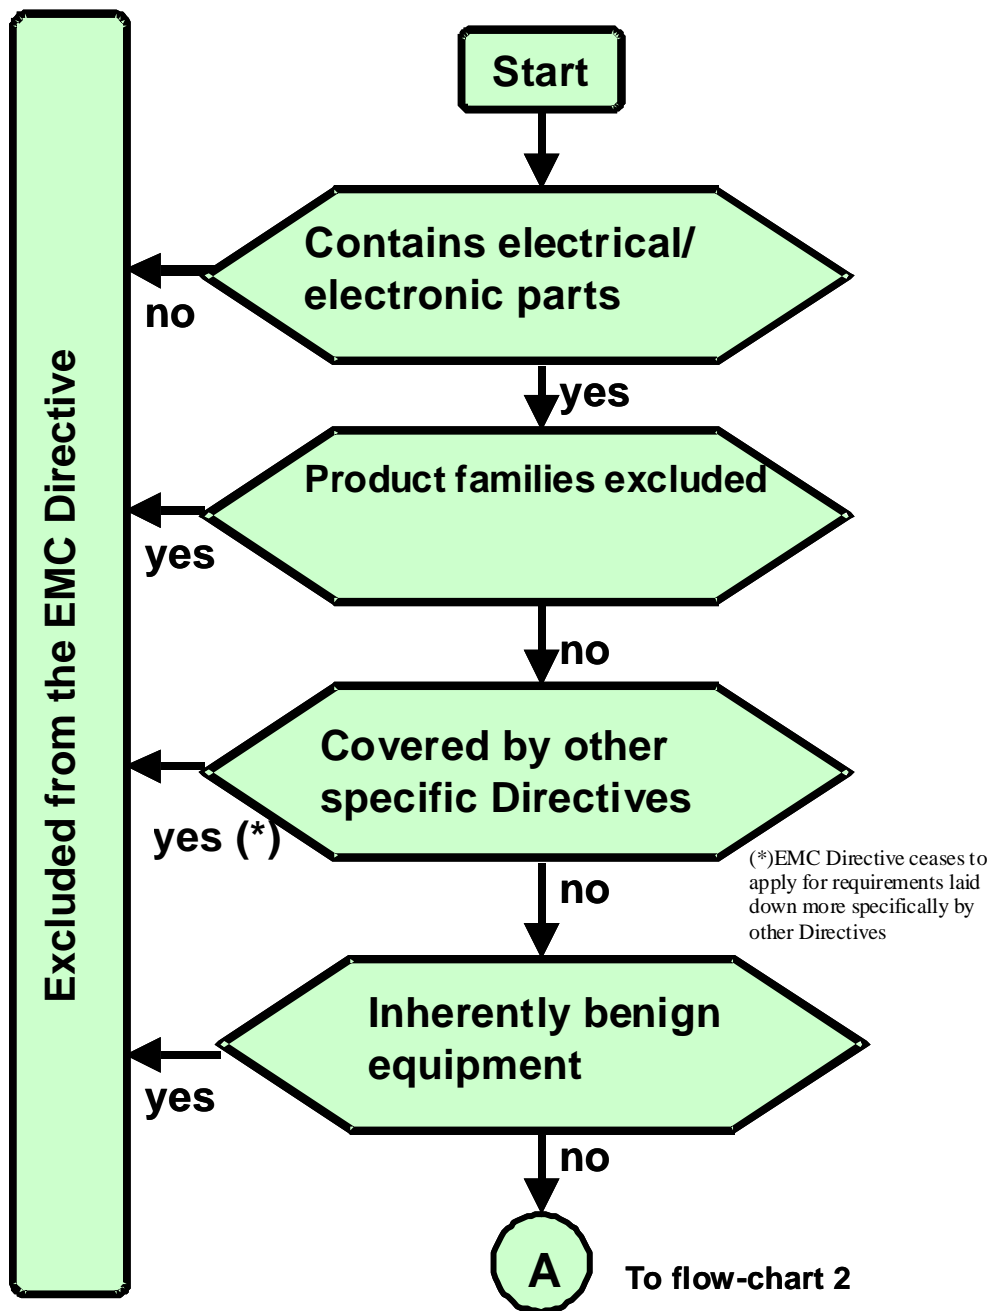 Start
Contains electrical/
electronic parts
no
yes
Product families excluded
yes
no
Covered by other
specific Directives
yes (*)
no
(*)EMC Directive ceases to
apply for requirements laid
down more specifically by
other Directives
Inherently benign
equipment
yes
no
A
To flow-chart 2
Excluded from the EMC Directive